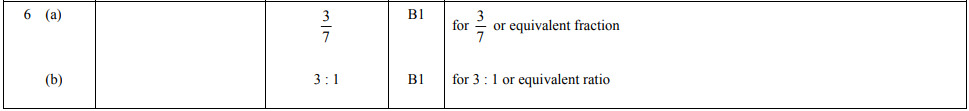 6 (a) 3/7 B1 for 3/7 or equivalent fraction
(b) 3 : 1 B1 for 3 : 1 or equivalent ratio